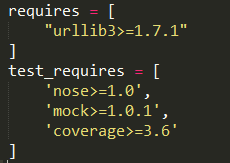 requires = [
    "urllib3>=1.7.1"
]
test_requires = [
    'nose>=1.0',
    'mock>=1.0.1',
    'coverage>=3.6'
]